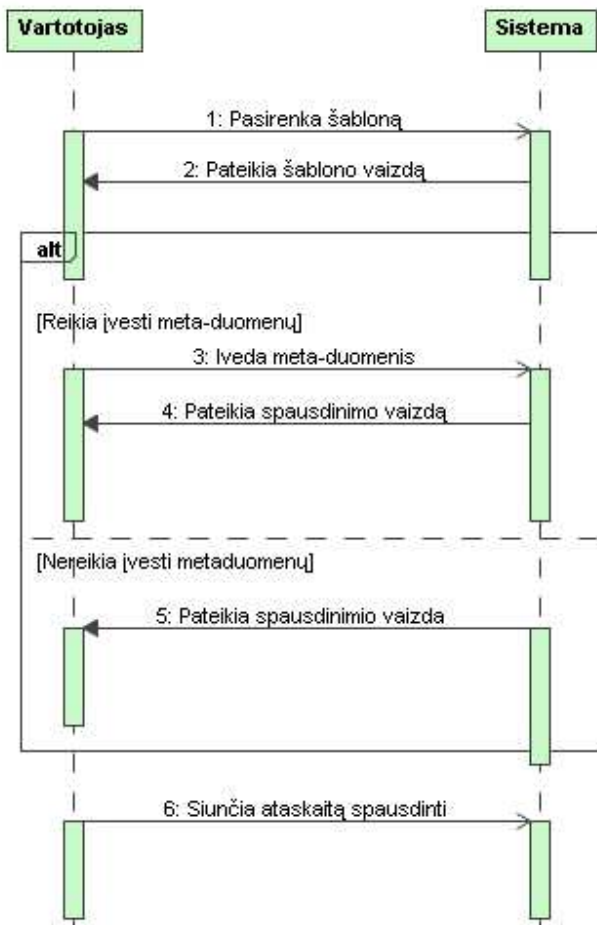 Vartotojas
Sistema
1: Pasirenka šabloną
2: Pateikia šablono vaizdą
alt
[Reikia įvesti meta-duomenų]
3: Iveda meta-duomenis
4: Pateikia spausdinimo vaizdą
[Nereikia įvesti metaduomenų]
5: Pateikia spausdinimio vaizda
6: Siunčia ataskaitą spausdinti